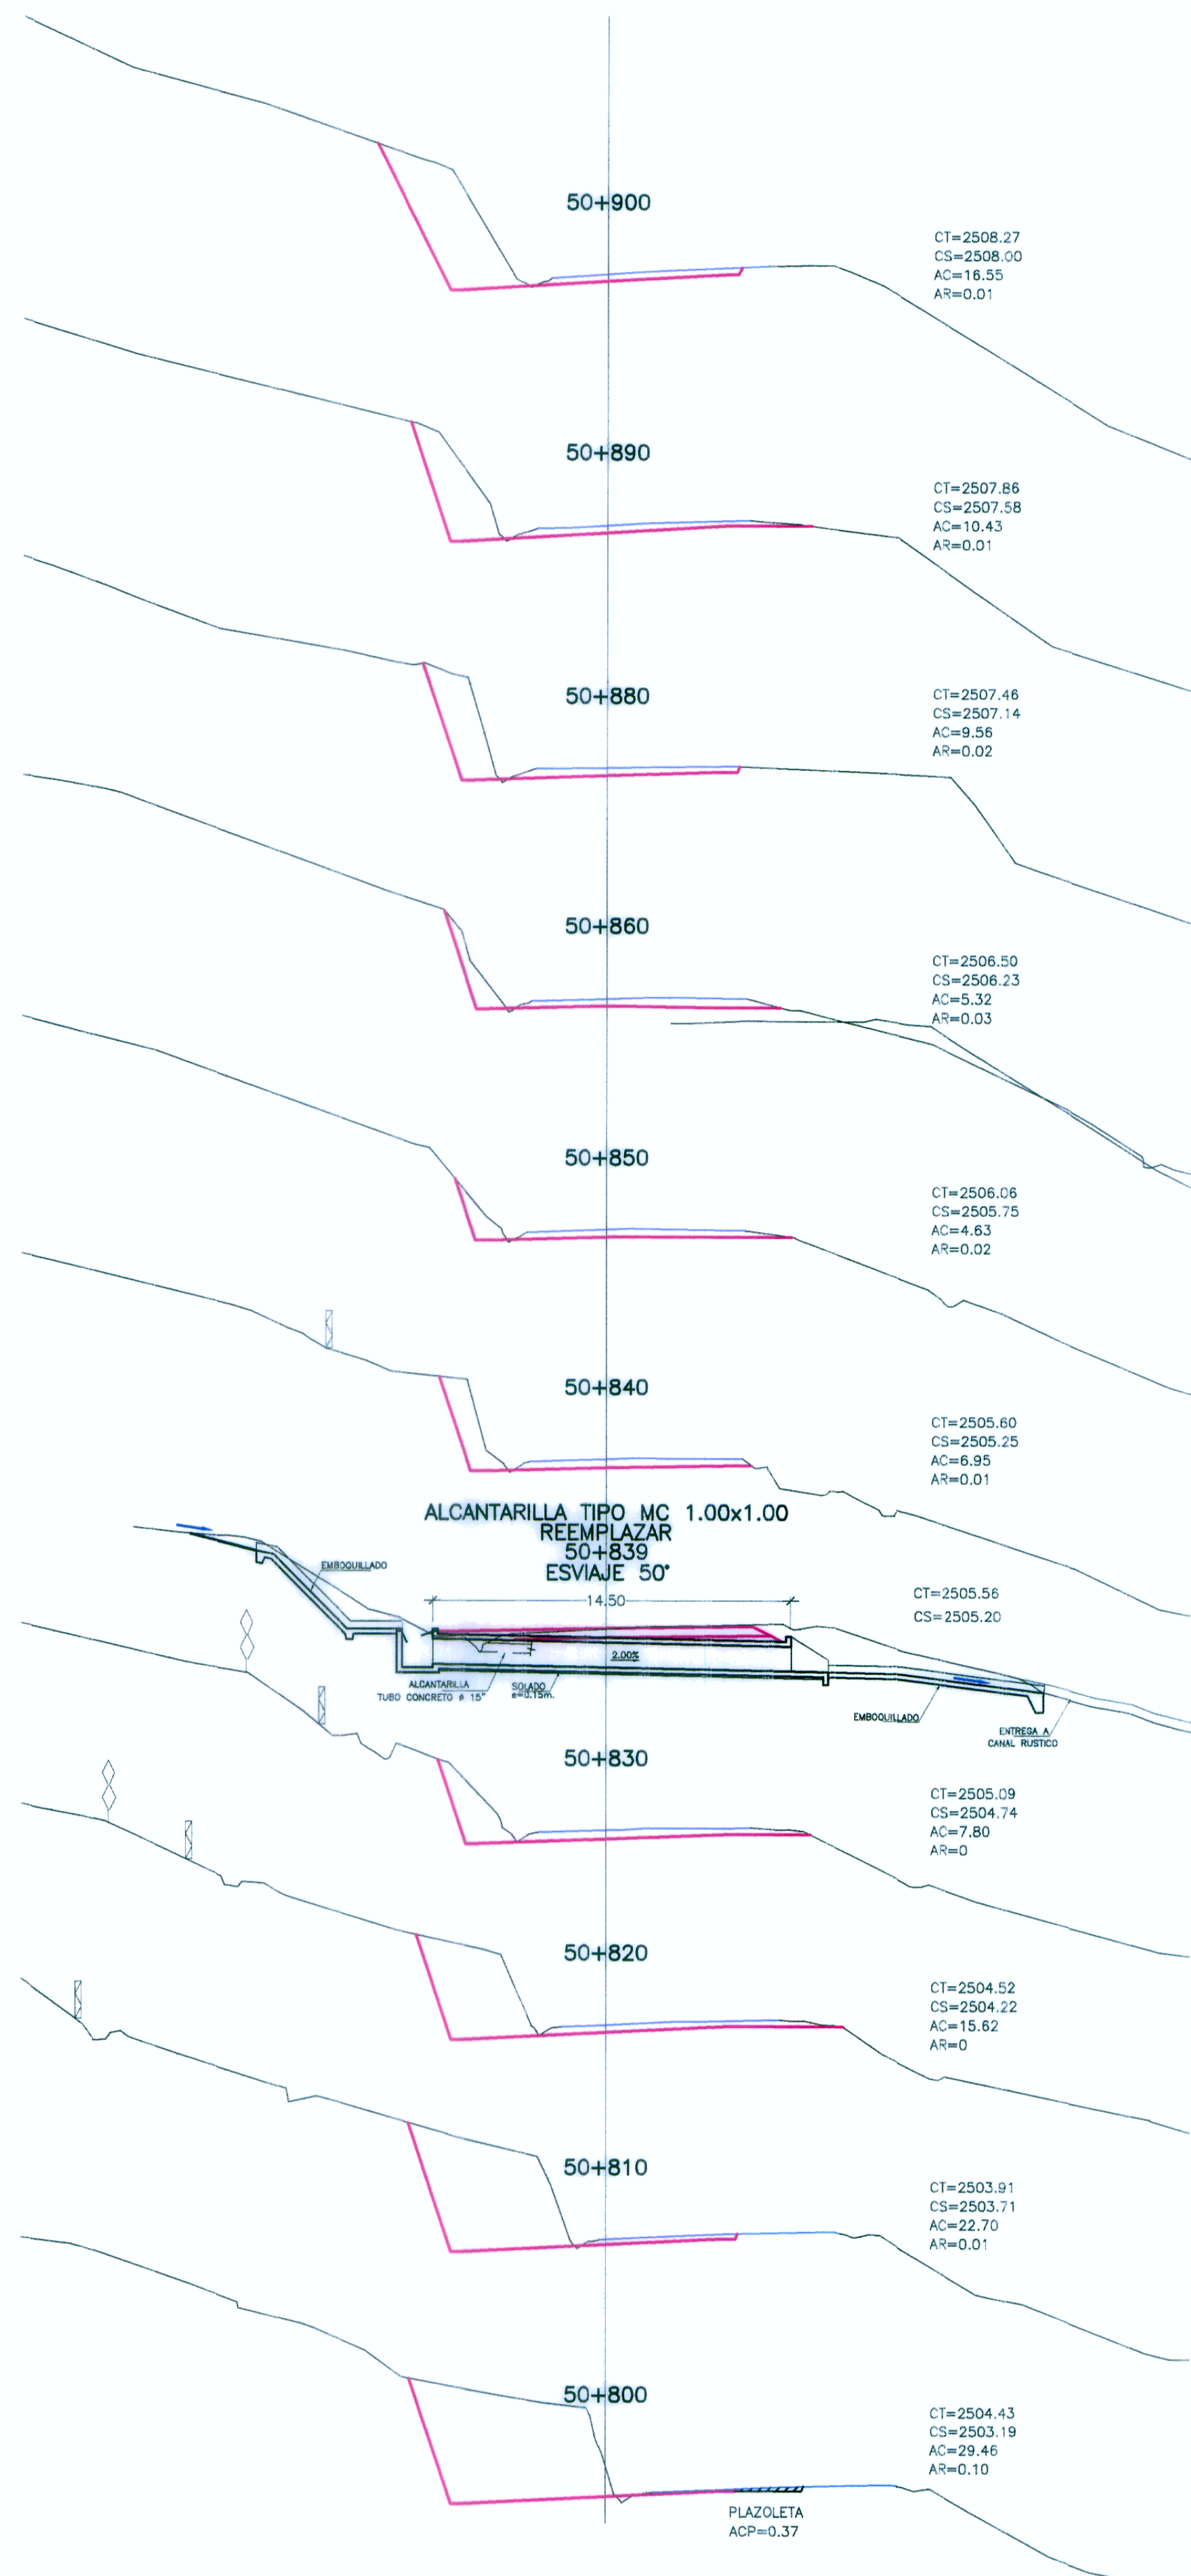 50+900
CT=2508.27
CS=2508.00
AC=16.55
AR=0.01
50+890
CT=2507.86
CS=2507.58
AC=10.43
AR=0.01
50+880
CT=2507.46
CS=2507.14
AC=9.56
AR=0.02
50+860
CT=2506.50
CS=2506.23
AC=5.32
AR=0.03
50+850
CT=2506.06
CS=2505.75
AC=4.63
AR=0.02
50+840
CT=2505.60
CS=2505.25
AC=6.95
AR=0.01
ALCANTARILLA TIPO MC 1.00x1.00
REEMPLAZAR
50+839
ESVIAJE 50°
EMBOQUILLADO
14.50
CT=2505.56
CS=2505.20
2.00%
ALCANTARILLA
TUBO CONCRETO ø 15"
SOLADO
e=0.15m.
EMBOQUILLADO
ENTREGA A
CANAL RUSTICO
50+830
CT=2505.09
CS=2504.74
AC=7.80
AR=0
50+820
CT=2504.52
CS=2504.22
AC=15.62
AR=0
50+810
CT=2503.91
CS=2503.71
AC=22.70
AR=0.01
50+800
CT=2504.43
CS=2503.19
AC=29.46
AR=0.10
PLAZOLETA
ACP=0.37